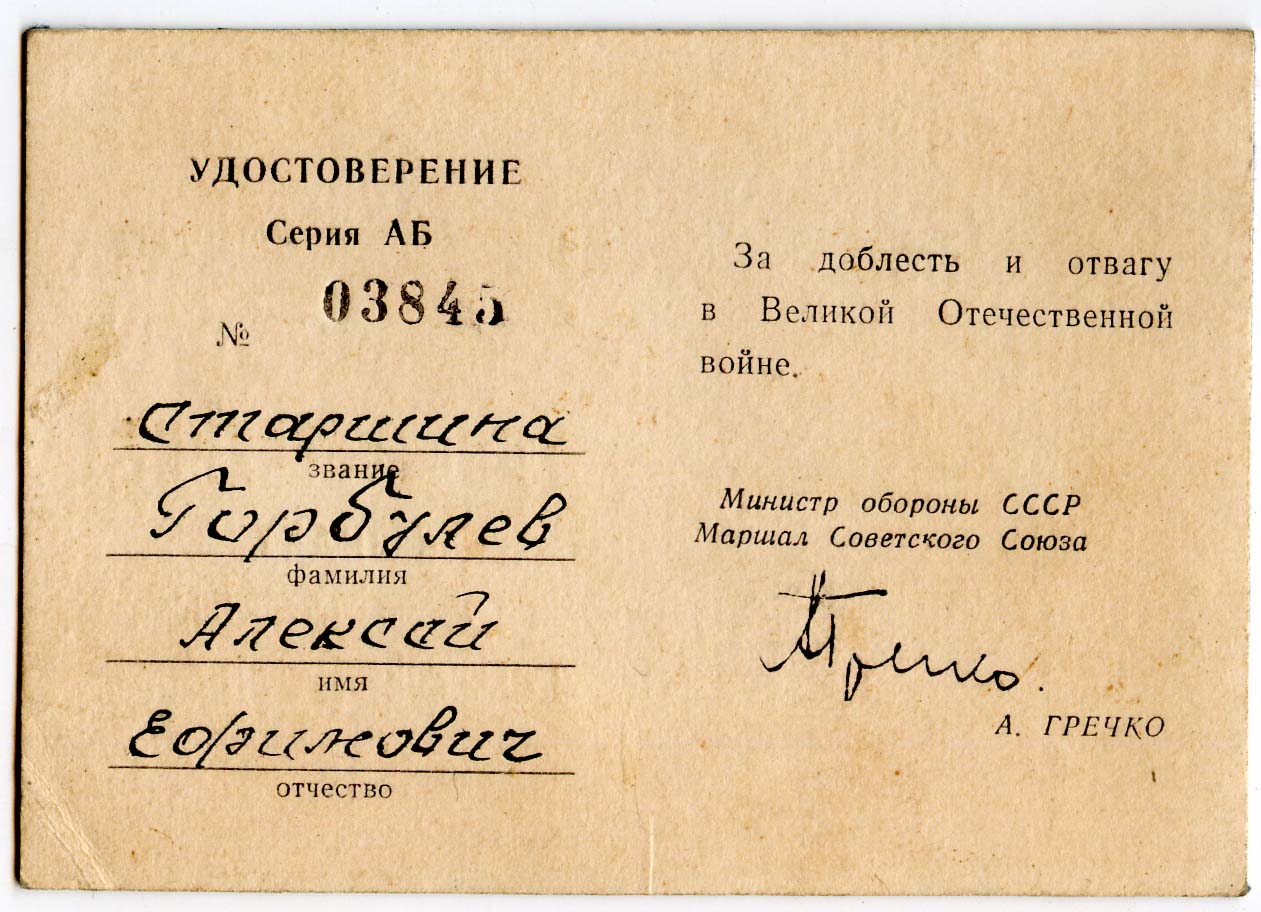 УДОСТОВЕРЕНИЕ
Серия АБ
№ 03845
Старшина
звание
Горбулев
фамилия
Алексей
имя
Ефимович
отчество
За доблесть и отвагу
в Великой Отечественной
войне.
Министр обороны СССР
Маршал Советского Союза
АГречко.
А. ГРЕЧКО